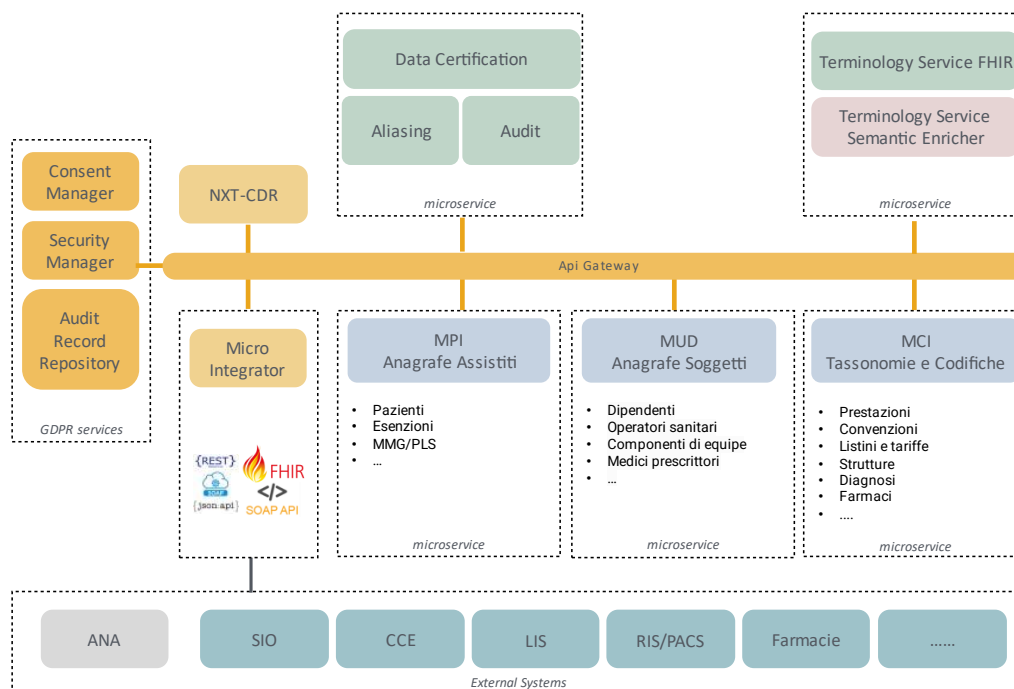 Data Certification
Aliasing
Audit
microservice
Terminology Service FHIR
Terminology Service
Semantic Enricher
microservice
Consent
Manager
Security
Manager
Audit
Record
Repository
GDPR services
NXT-CDR
Api Gateway
Micro
Integrator
{REST}
SOAP
{json:api}
FHIR
</>
SOAP API
MPI
Anagrafe Assistiti
• Pazienti
• Esenzioni
• MMG/PLS
• ...
microservice
MUD
Anagrafe Soggetti
• Dipendenti
• Operatori sanitari
• Componenti di equipe
• Medici prescrittori
• ...
microservice
MCI
Tassonomie e Codifiche
• Prestazioni
• Convenzioni
• Listini e tariffe
• Strutture
• Diagnosi
• Farmaci
• ....
microservice
ANA
SIO
CCE
LIS
RIS/PACS
Farmacie
......
External Systems